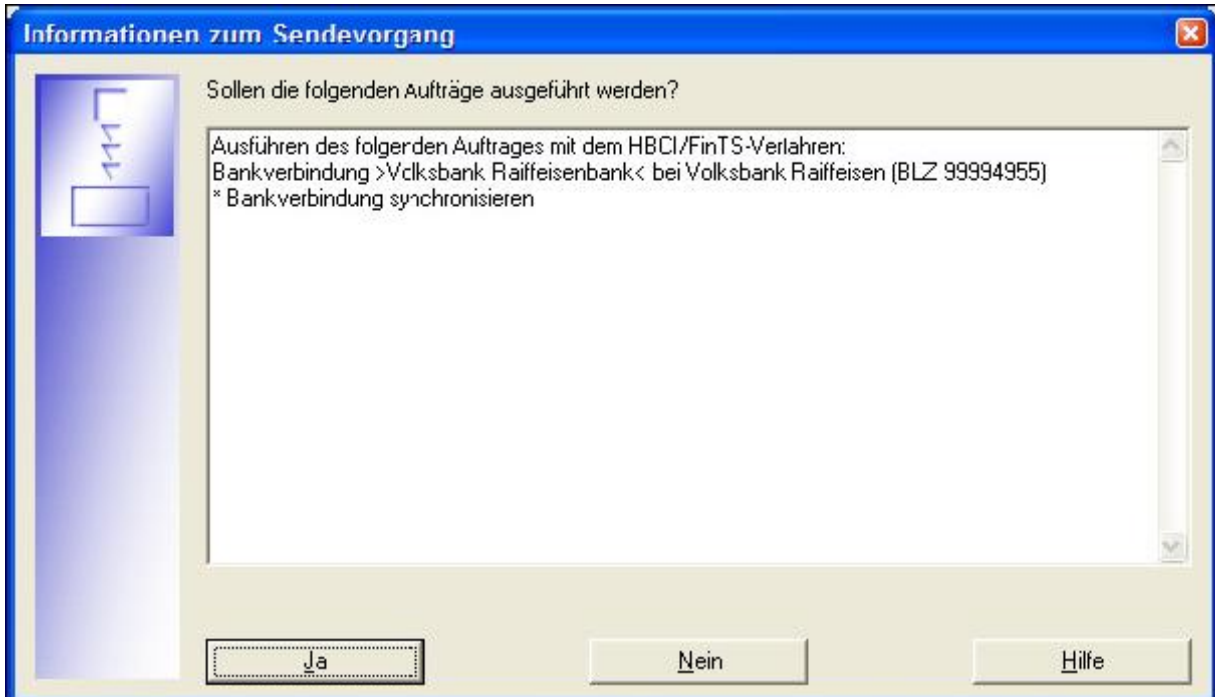 Informationen zum Sendevorgang
Sollen die folgenden Aufträge ausgeführt werden?
Ausführen des folgenden Auftrages mit dem HBCI/FinTS-Verfahren:
Bankverbindung >Volksbank Raiffeisenbank< bei Volksbank Raiffeisen (BLZ 99994955)
* Bankverbindung synchronisieren
Ja Nein Hilfe